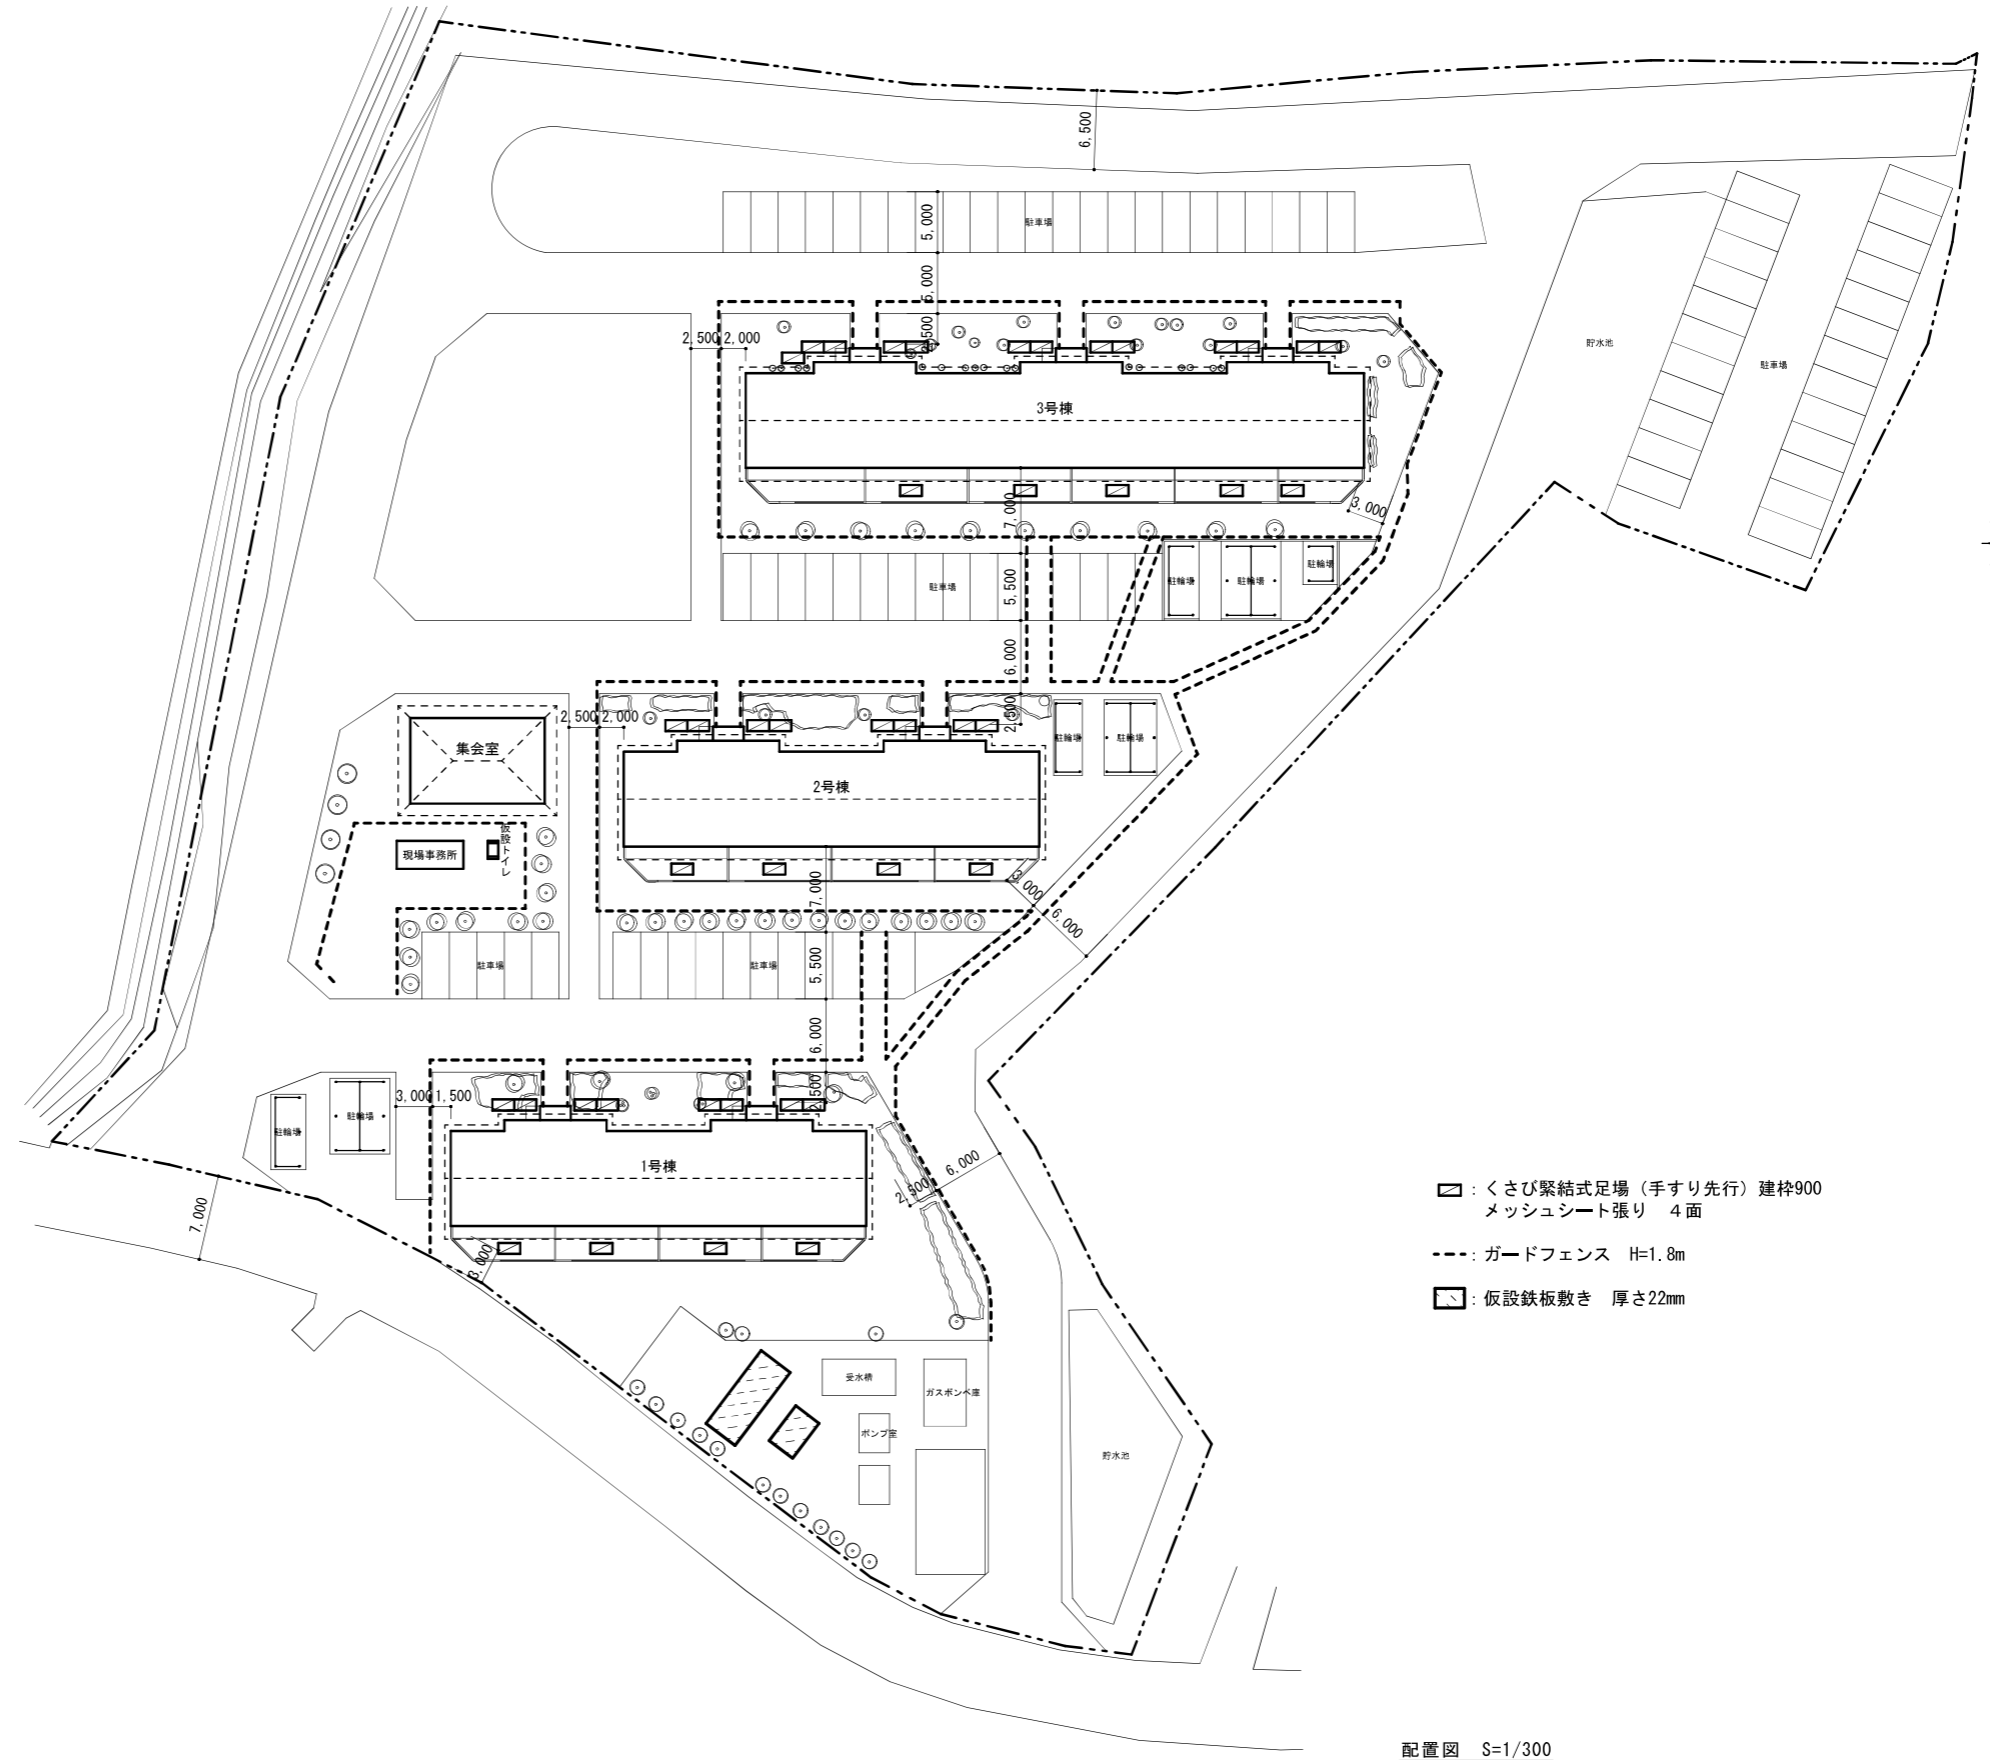 6,500
5,000
駐車場
5,000
2,500
2,500
2,000
3号棟
貯水池
駐車場
7,000
3,000
5,500
駐車場
駐輪場
駐輪場
駐輪場
6,000
2,500
2,500
2,000
集会室
駐輪場
駐輪場
2号棟
現場事務所
仮設トイレ
7,000
3,000
6,000
駐車場
駐車場
5,500
6,000
3,000
1,500
2,500
駐輪場
駐輪場
1号棟
6,000
2,500
7,000
3,000
:くさび緊結式足場(手すり先行)建枠900
メッシュシート張り 4面
:ガードフェンス H=1.8m
:仮設鉄板敷き 厚さ22mm
受水槽
ガスボンベ庫
ポンプ室
貯水池
配置図 S=1/300